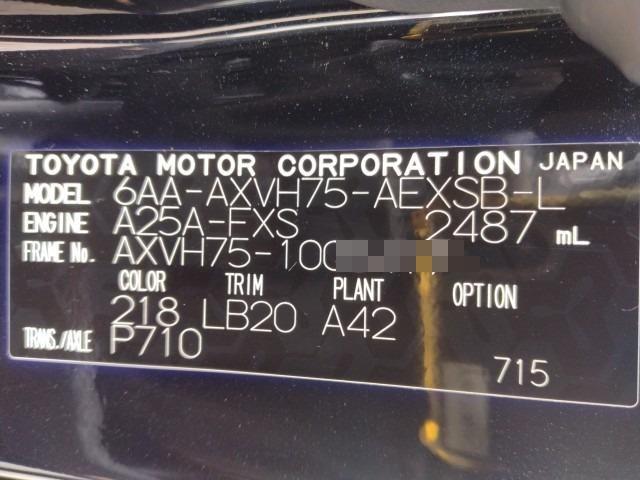 TOYOTA MOTOR CORPORATION JAPAN
MODEL 6AA-AXVH75-AEXSB-L
ENGINE A25A-FXS 2487 mL
FRAME No. AXVH75-100
COLOR TRIM PLANT OPTION
218 LB20 A42
TRANS./AXLE P710
715